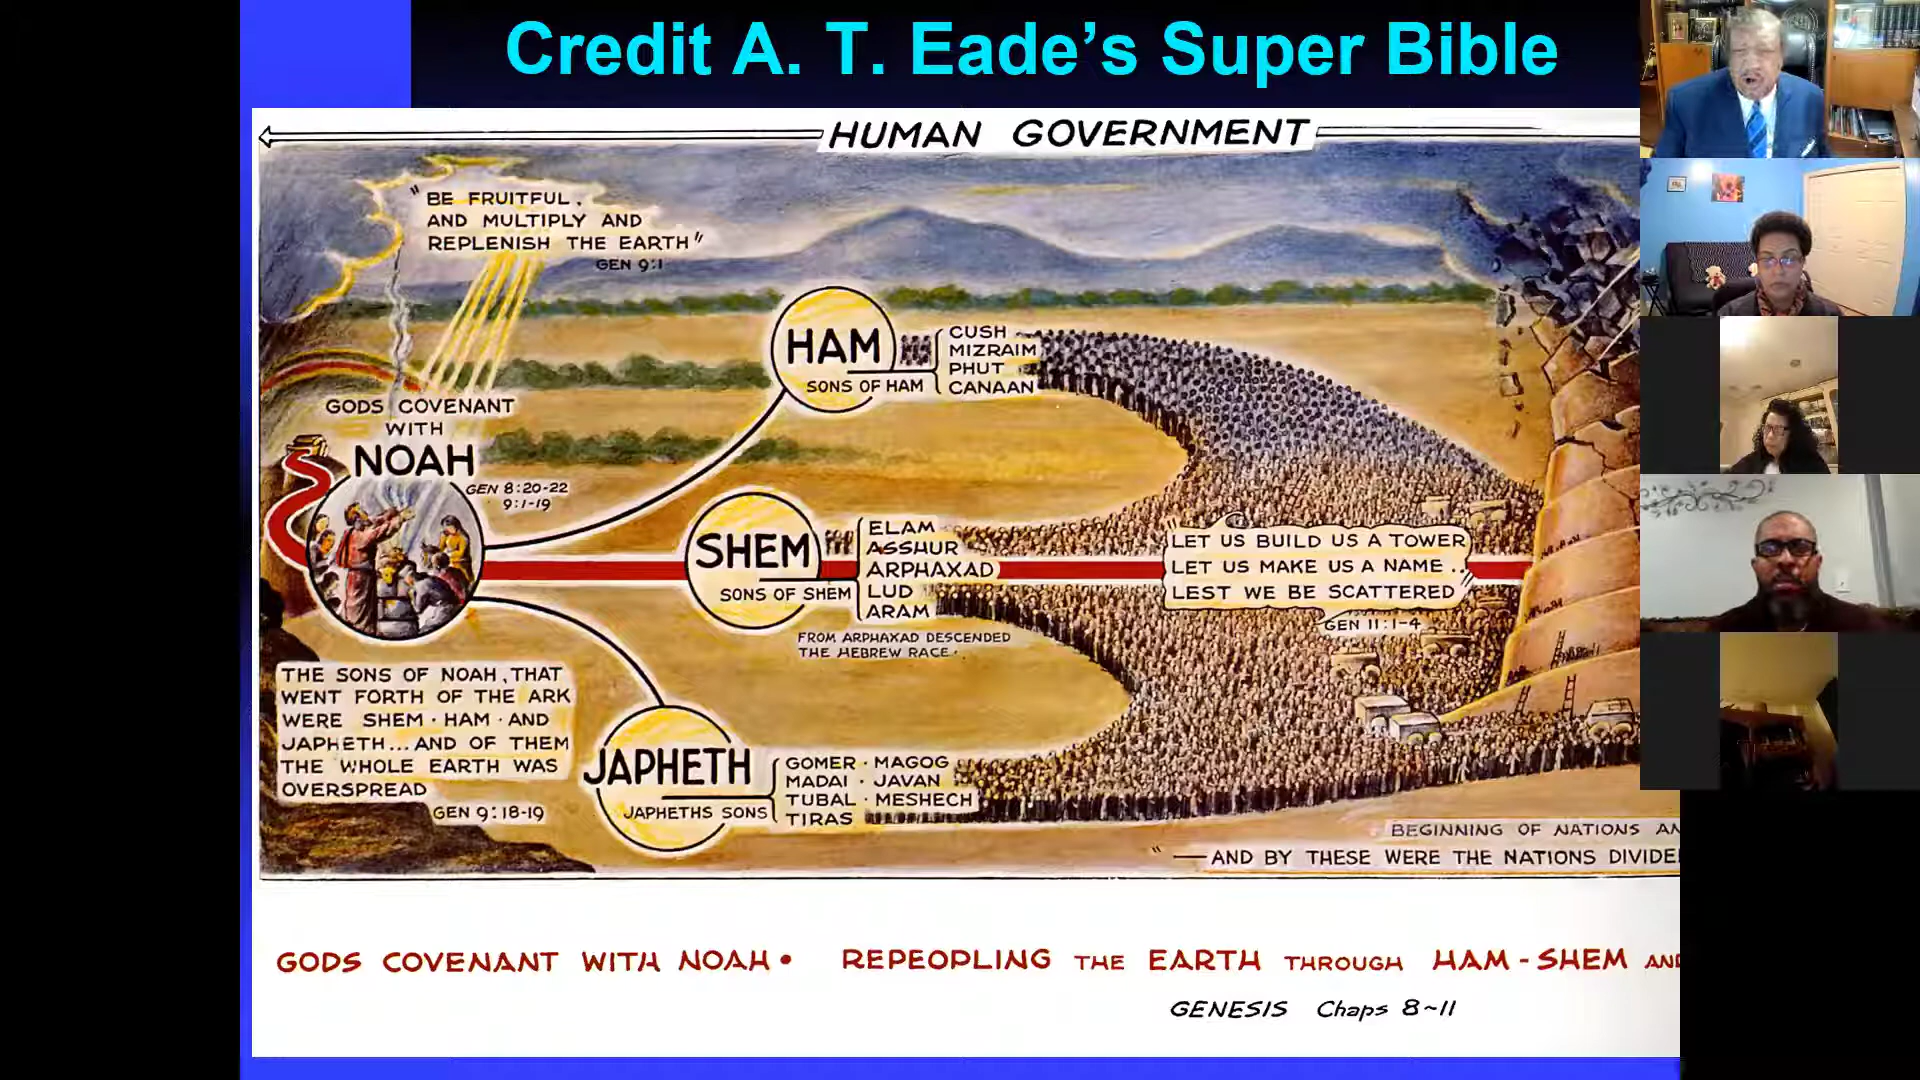 Credit A. T. Eade’s Super Bible
HUMAN GOVERNMENT
"BE FRUITFUL,
AND MULTIPLY AND
REPLENISH THE EARTH"
GEN 9:1
GODS COVENANT
WITH
NOAH
GEN 8:20-22
9:1-19
HAM
SONS OF HAM
CUSH
MIZRAIM
PHUT
CANAAN
SHEM
SONS OF SHEM
ELAM
ASSHUR
ARPHAXAD
LUD
ARAM
FROM ARPHAXAD DESCENDED
THE HEBREW RACE.
"LET US BUILD US A TOWER
LET US MAKE US A NAME ..
LEST WE BE SCATTERED"
GEN 11:1-4
THE SONS OF NOAH, THAT
WENT FORTH OF THE ARK
WERE SHEM · HAM · AND
JAPHETH... AND OF THEM
THE WHOLE EARTH WAS
OVERSPREAD
GEN 9:18-19
JAPHETH
JAPHETHS SONS
GOMER · MAGOG
MADAI · JAVAN
TUBAL · MESHECH
TIRAS
BEGINNING OF NATIONS AN
" — AND BY THESE WERE THE NATIONS DIVIDE
GODS COVENANT WITH NOAH • REPEOPLING THE EARTH THROUGH HAM - SHEM AND
GENESIS Chaps 8~11